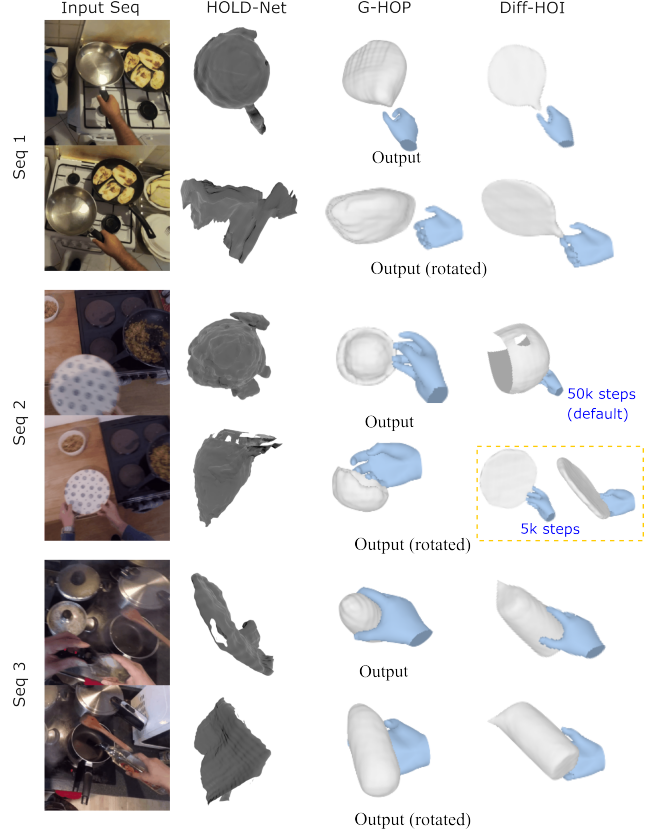 Input Seq HOLD-Net G-HOP Diff-HOI
Seq 1
Output
Output (rotated)
Seq 2
50k steps
(default)
Output
5k steps
Output (rotated)
Seq 3
Output
Output (rotated)